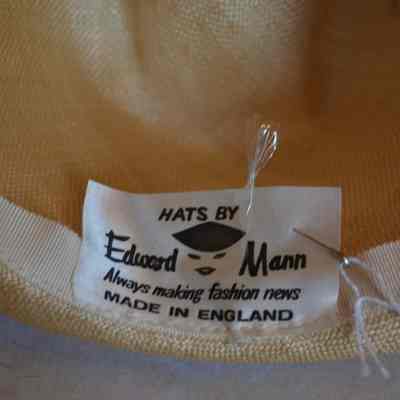 HATS BY
Edward Mann
Always making fashion news
MADE IN ENGLAND